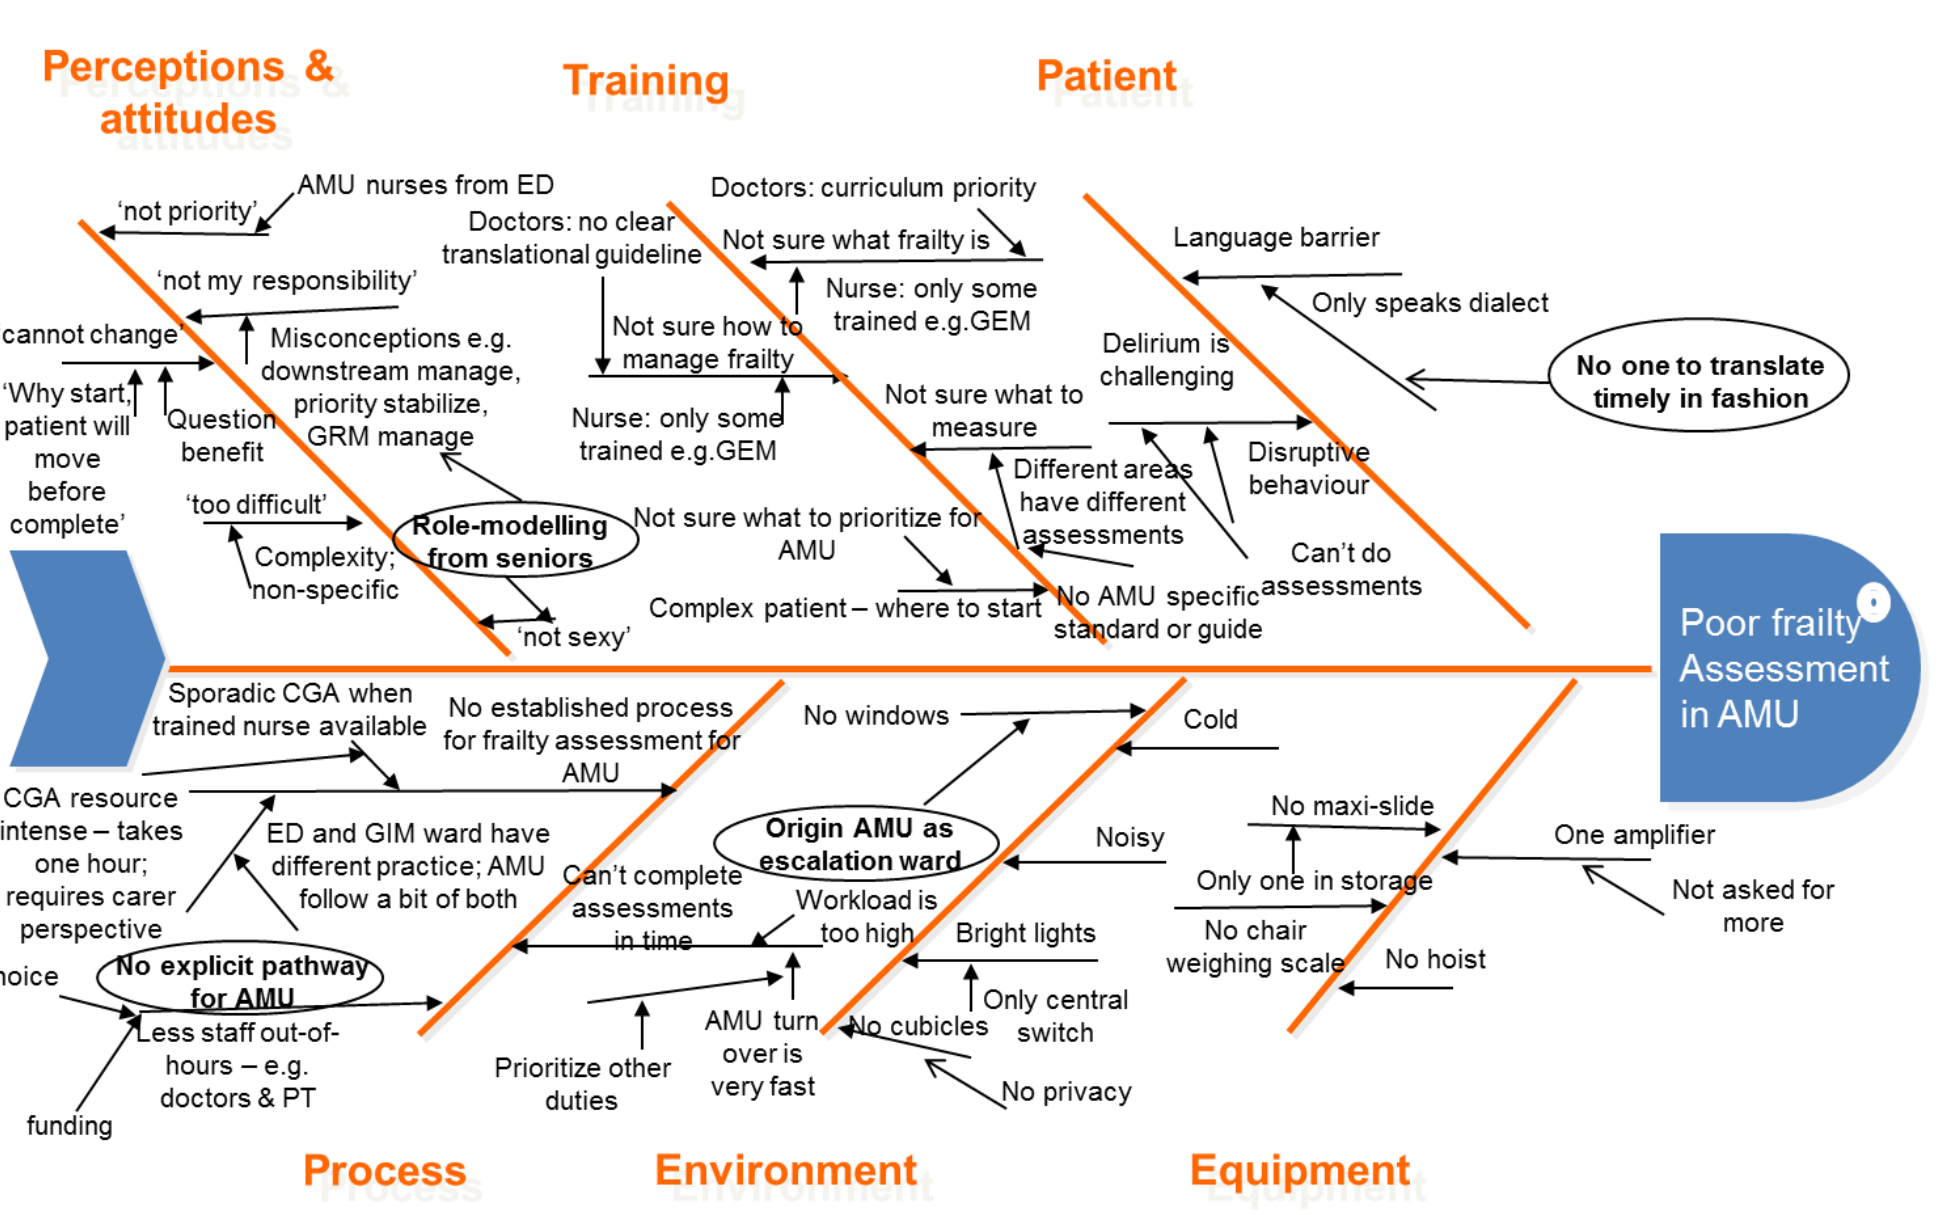 Perceptions &
attitudes
Training
Patient
AMU nurses from ED
‘not priority’
‘not my responsibility’
‘cannot change’
Misconceptions e.g.
downstream manage,
priority stabilize,
GRM manage
‘Why start,
patient will
move
before
complete’
Question
benefit
‘too difficult’
Complexity;
non-specific
Role-modelling
from seniors
‘not sexy’
Doctors: curriculum priority
Doctors: no clear
translational guideline
Not sure what frailty is
Nurse: only some
trained e.g.GEM
Not sure how to
manage frailty
Nurse: only some
trained e.g.GEM
Not sure what to
measure
Different areas
have different
assessments
Not sure what to prioritize for
AMU
Complex patient – where to start
No AMU specific
standard or guide
Language barrier
Only speaks dialect
No one to translate
timely in fashion
Delirium is
challenging
Disruptive
behaviour
Can’t do
assessments
Poor frailty
Assessment
in AMU
Sporadic CGA when
trained nurse available
No established process
for frailty assessment for
AMU
CGA resource
intense – takes
one hour;
requires carer
perspective
ED and GIM ward have
different practice; AMU
follow a bit of both
No explicit pathway
for AMU
hoice
Less staff out-of-
hours – e.g.
doctors & PT
funding
No windows
Cold
Origin AMU as
escalation ward
Noisy
Can’t complete
assessments
in time
Workload is
too high
Bright lights
Only central
switch
AMU turn
over is
very fast
Prioritize other
duties
No cubicles
No privacy
No maxi-slide
Only one in storage
One amplifier
Not asked for
more
No chair
weighing scale
No hoist
Process
Environment
Equipment